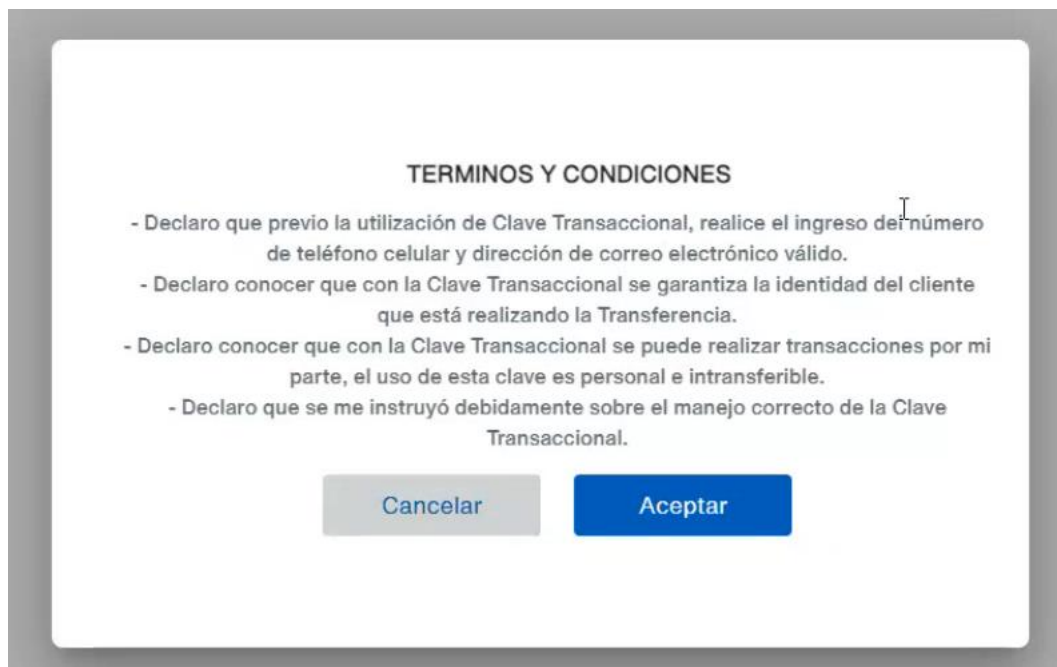 TERMINOS Y CONDICIONES
- Declaro que previo la utilización de Clave Transaccional, realice el ingreso del número
de teléfono celular y dirección de correo electrónico válido.
- Declaro conocer que con la Clave Transaccional se garantiza la identidad del cliente
que está realizando la Transferencia.
- Declaro conocer que con la Clave Transaccional se puede realizar transacciones por mi
parte, el uso de esta clave es personal e intransferible.
- Declaro que se me instruyó debidamente sobre el manejo correcto de la Clave
Transaccional.
Cancelar
Aceptar